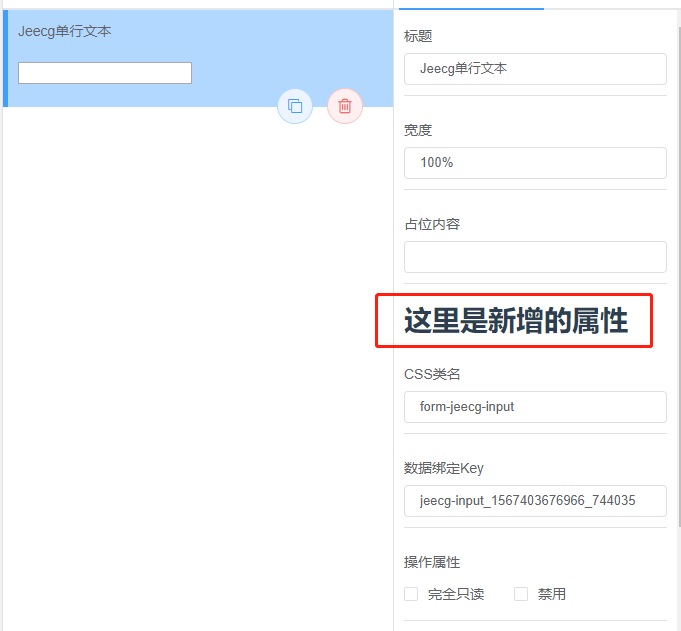 Jeecg单行文本
标题
Jeecg单行文本
宽度
100%
占位内容
这里是新增的属性
CSS类名
form-jeecg-input
数据绑定Key
jeecg-input_1567403676966_744035
操作属性
完全只读 禁用